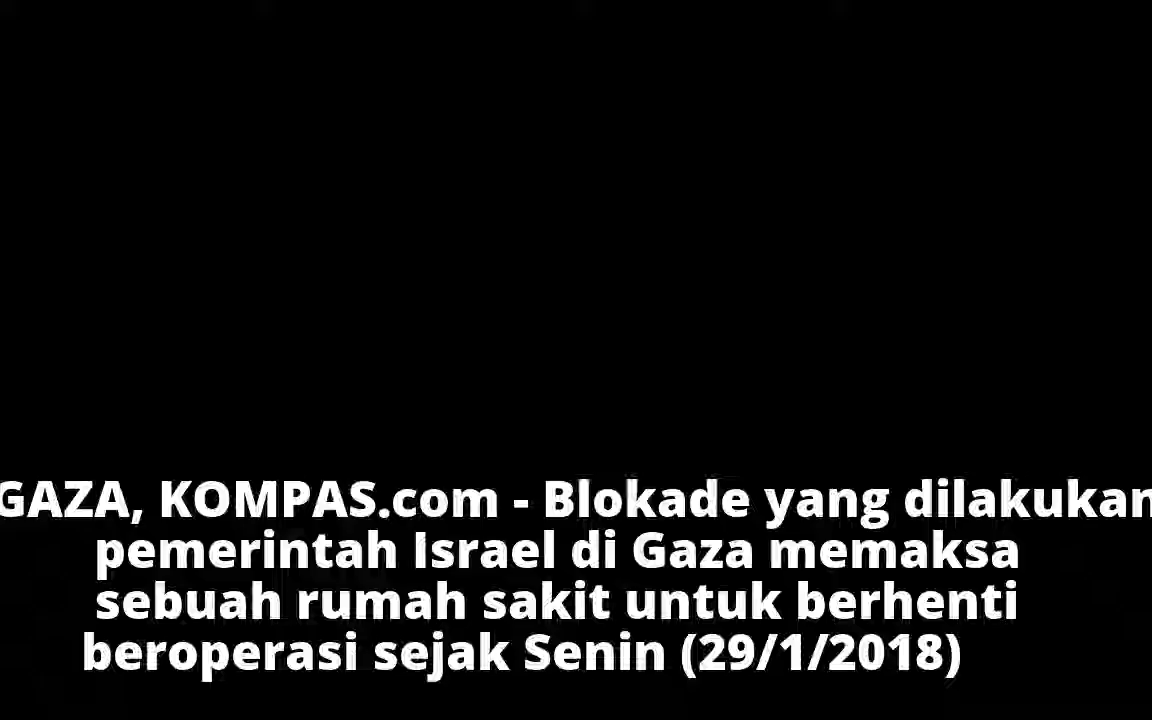 GAZA, KOMPAS.com - Blokade yang dilakukan
pemerintah Israel di Gaza memaksa
sebuah rumah sakit untuk berhenti
beroperasi sejak Senin (29/1/2018)